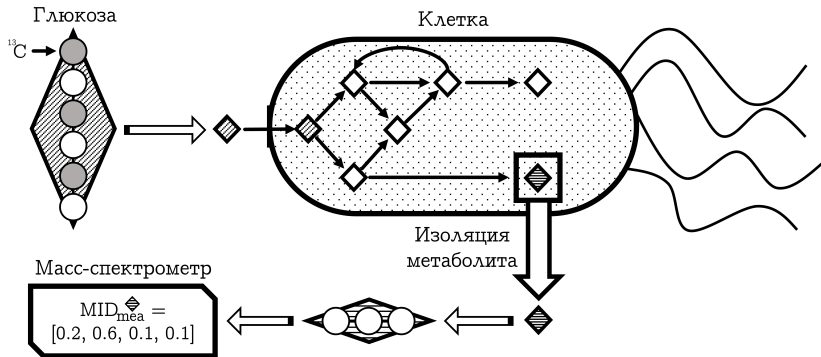 Глюкоза
¹³C
Клетка
Изоляция
метаболита
Масс-спектрометр
MIDmea =
[0.2, 0.6, 0.1, 0.1]